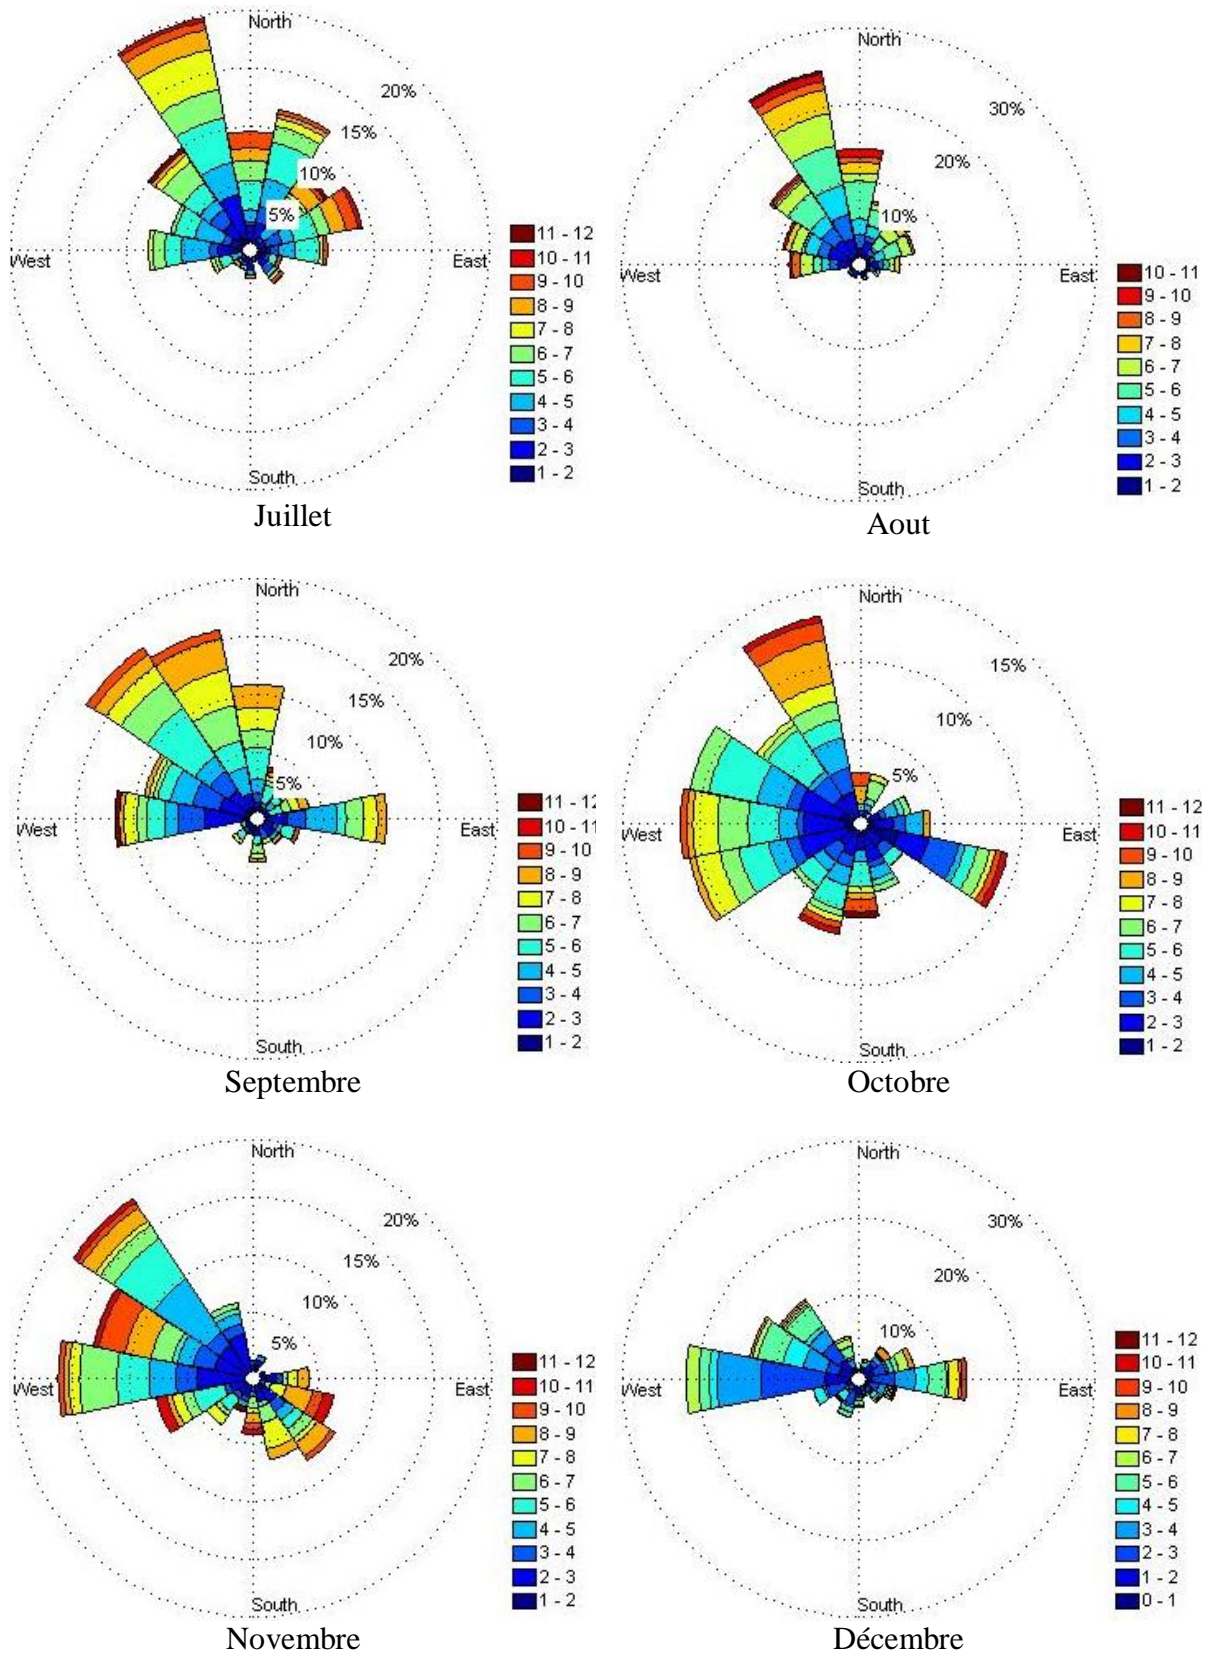 North
20%
15%
10%
5%
West
East
South
11 - 12
10 - 11
9 - 10
8 - 9
7 - 8
6 - 7
5 - 6
4 - 5
3 - 4
2 - 3
1 - 2
Juillet
North
30%
20%
10%
West
East
South
10 - 11
9 - 10
8 - 9
7 - 8
6 - 7
5 - 6
4 - 5
3 - 4
2 - 3
1 - 2
Aout
North
20%
15%
10%
5%
West
East
South
11 - 12
10 - 11
9 - 10
8 - 9
7 - 8
6 - 7
5 - 6
4 - 5
3 - 4
2 - 3
1 - 2
Septembre
North
15%
10%
5%
West
East
South
11 - 12
10 - 11
9 - 10
8 - 9
7 - 8
6 - 7
5 - 6
4 - 5
3 - 4
2 - 3
1 - 2
Octobre
North
20%
15%
10%
5%
West
East
South
11 - 12
10 - 11
9 - 10
8 - 9
7 - 8
6 - 7
5 - 6
4 - 5
3 - 4
2 - 3
1 - 2
Novembre
North
30%
20%
10%
West
East
South
11 - 12
10 - 11
9 - 10
8 - 9
7 - 8
6 - 7
5 - 6
4 - 5
3 - 4
2 - 3
1 - 2
0 - 1
Décembre